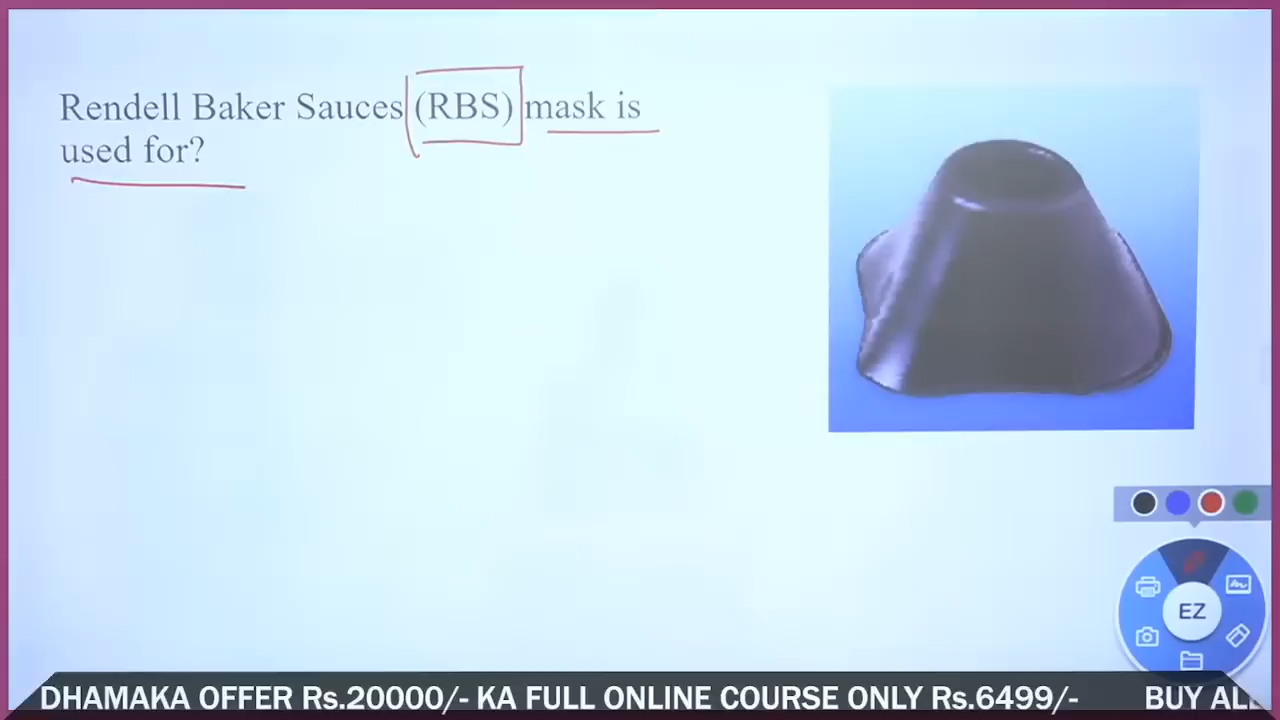 Rendell Baker Sauces (RBS) mask is
used for?
EZ
DHAMAKA OFFER Rs.20000/- KA FULL ONLINE COURSE ONLY Rs.6499/- BUY ALL